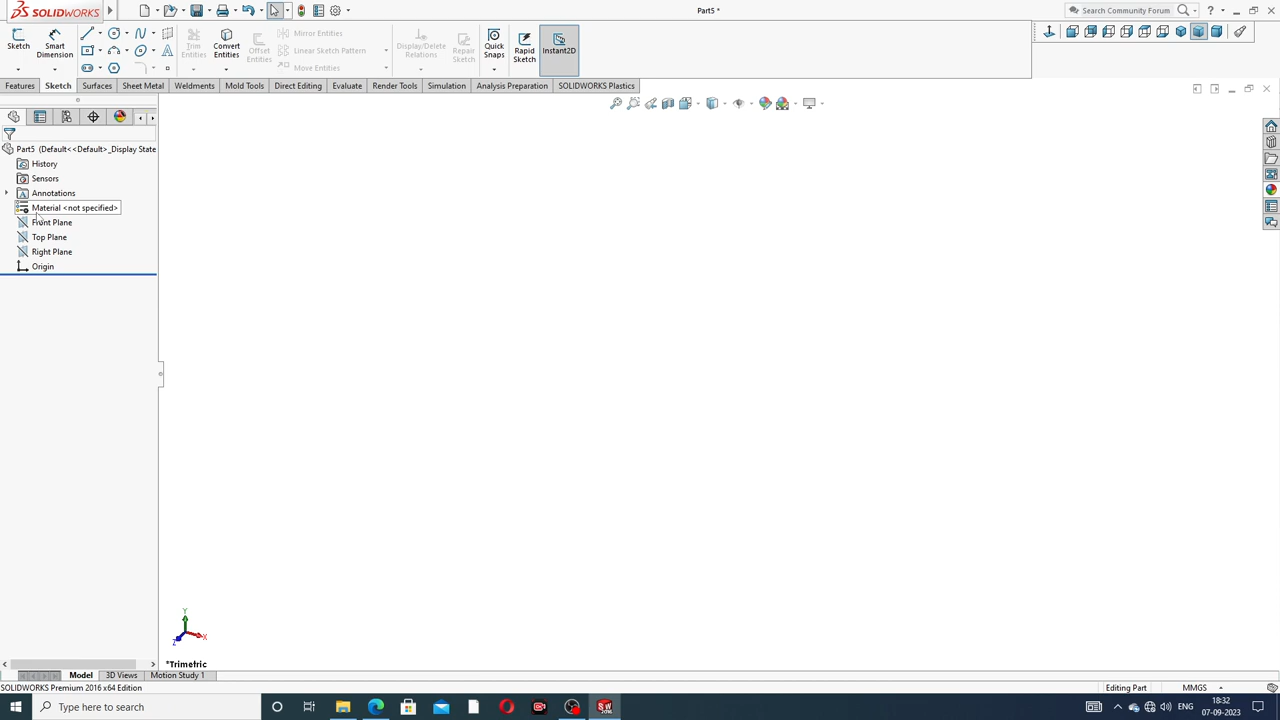 SOLIDWORKS
Part5 *
Search Community Forum
Sketch
Smart Dimension
Trim Entities
Convert Entities
Offset Entities
Mirror Entities
Linear Sketch Pattern
Move Entities
Display/Delete Relations
Repair Sketch
Quick Snaps
Rapid Sketch
Instant2D
Features
Sketch
Surfaces
Sheet Metal
Weldments
Mold Tools
Direct Editing
Evaluate
Render Tools
Simulation
Analysis Preparation
SOLIDWORKS Plastics
Part5 (Default<<Default>_Display State
History
Sensors
Annotations
Material <not specified>
Front Plane
Top Plane
Right Plane
Origin
Y
X
Z
*Trimetric
Model
3D Views
Motion Study 1
SOLIDWORKS Premium 2016 x64 Edition
Editing Part
MMGS
Type here to search
ENG
18:32
07-09-2023